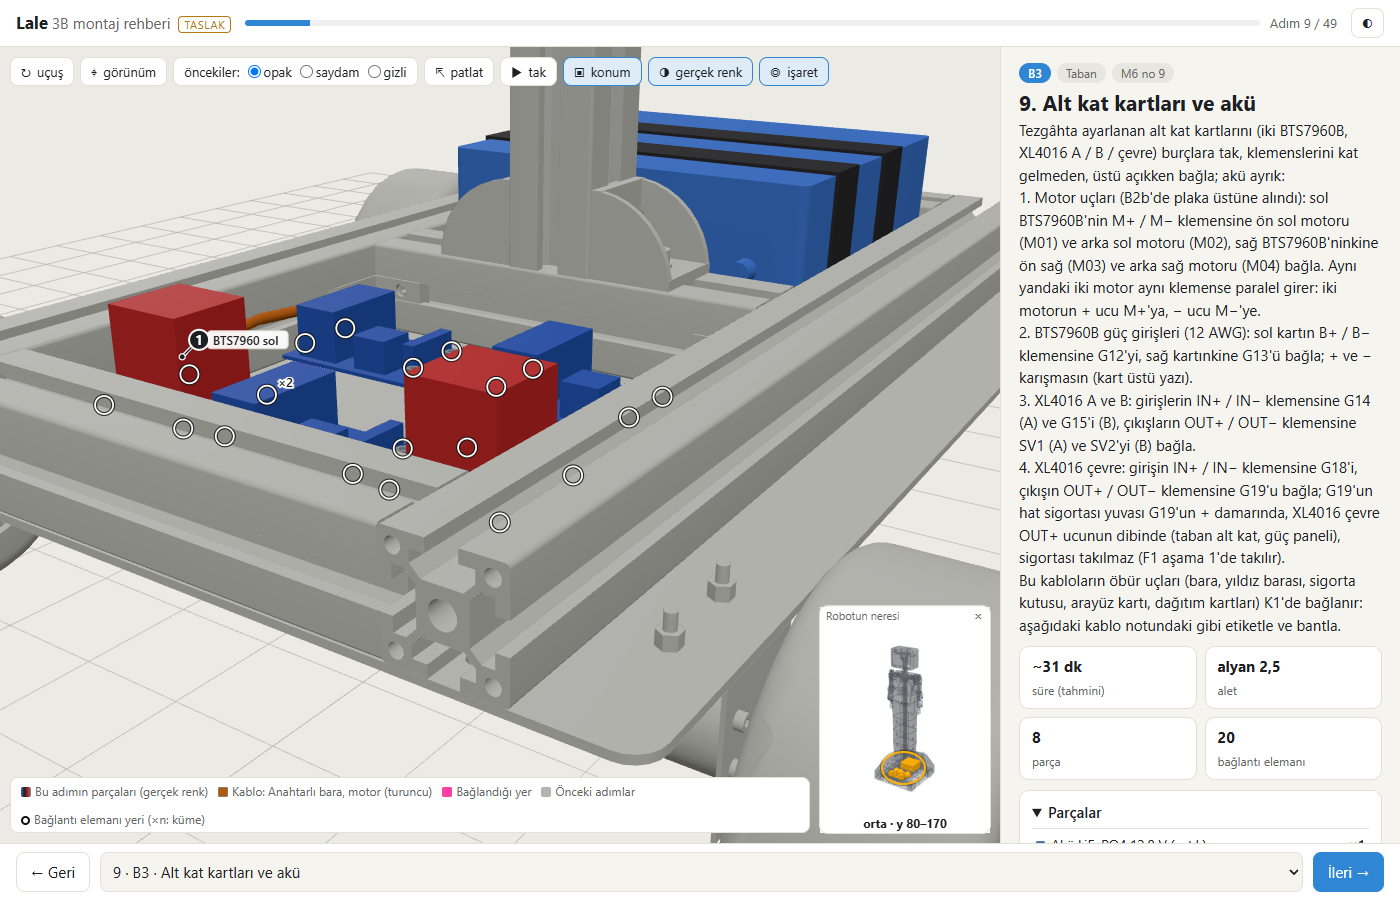 Lale 3B montaj rehberi TASLAK
Adım 9 / 49
uçuş
görünüm
öncekiler: opak saydam gizli
patlat
tak
konum
gerçek renk
işaret
1 BTS7960 sol
×2
Robotun neresi ×
orta · y 80–170
Bu adımın parçaları (gerçek renk) Kablo: Anahtarlı bara, motor (turuncu) Bağlandığı yer Önceki adımlar
Bağlantı elemanı yeri (×n: küme)
B3 Taban M6 no 9
9. Alt kat kartları ve akü
Tezgâhta ayarlanan alt kat kartlarını (iki BTS7960B,
XL4016 A / B / çevre) burçlara tak, klemenslerini kat
gelmeden, üstü açıkken bağla; akü ayrık:
1. Motor uçları (B2b'de plaka üstüne alındı): sol
BTS7960B'nin M+ / M− klemensine ön sol motoru
(M01) ve arka sol motoru (M02), sağ BTS7960B'ninkine
ön sağ (M03) ve arka sağ motoru (M04) bağla. Aynı
yandaki iki motor aynı klemense paralel girer: iki
motorun + ucu M+'ya, − ucu M−'ye.
2. BTS7960B güç girişleri (12 AWG): sol kartın B+ / B−
klemensine G12'yi, sağ kartınkine G13'ü bağla; + ve −
karışmasın (kart üstü yazı).
3. XL4016 A ve B: girişlerin IN+ / IN− klemensine G14
(A) ve G15'i (B), çıkışların OUT+ / OUT− klemensine
SV1 (A) ve SV2'yi (B) bağla.
4. XL4016 çevre: girişin IN+ / IN− klemensine G18'i,
çıkışın OUT+ / OUT− klemensine G19'u bağla; G19'un
hat sigortası yuvası G19'un + damarında, XL4016 çevre
OUT+ ucunun dibinde (taban alt kat, güç paneli),
sigortası takılmaz (F1 aşama 1'de takılır).
Bu kabloların öbür uçları (bara, yıldız barası, sigorta
kutusu, arayüz kartı, dağıtım kartları) K1'de bağlanır:
aşağıdaki kablo notundaki gibi etiketle ve bantla.
~31 dk
süre (tahmini)
alyan 2,5
alet
8
parça
20
bağlantı elemanı
▼ Parçalar
← Geri
9 · B3 · Alt kat kartları ve akü
İleri →